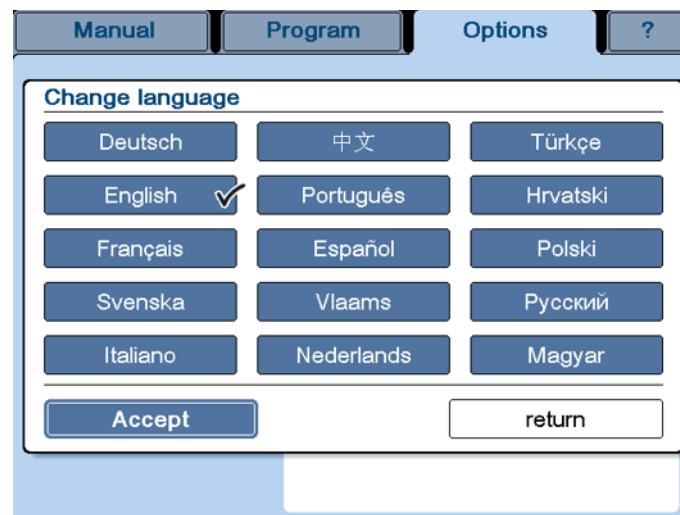 Manual Program Options ?
Change language
Deutsch 中文 Türkçe
English Português Hrvatski
Français Español Polski
Svenska Vlaams Русский
Italiano Nederlands Magyar
Accept return